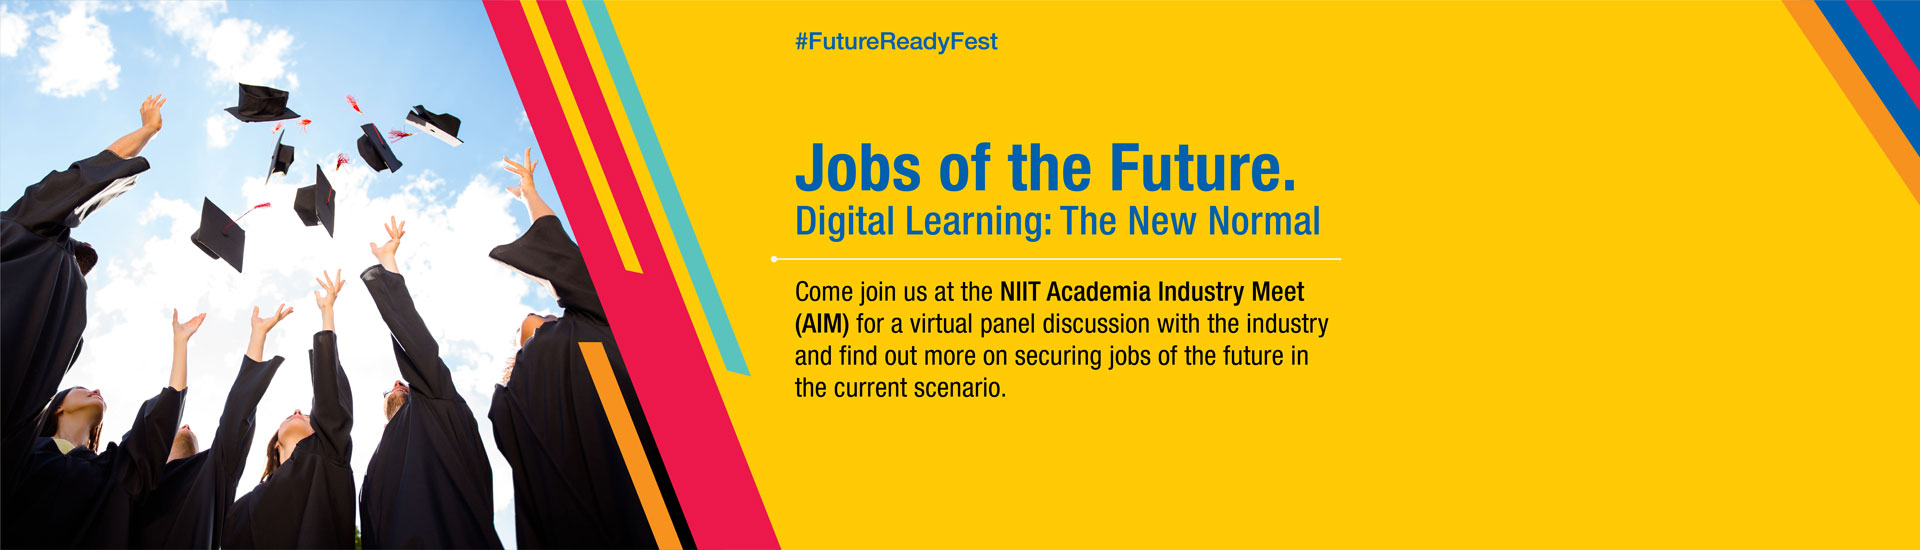 #FutureReadyFest
Jobs of the Future.
Digital Learning: The New Normal
Come join us at the NIIT Academia Industry Meet
(AIM) for a virtual panel discussion with the industry
and find out more on securing jobs of the future in
the current scenario.